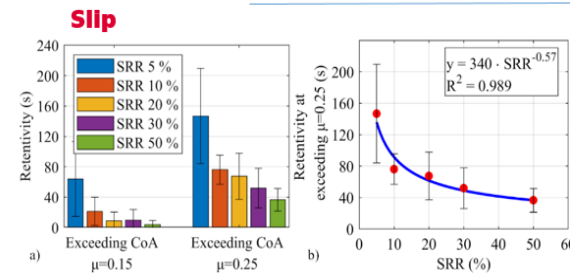 Slip
240
200
160
120
80
40
0
Retentivity (s)
SRR 5 %
SRR 10 %
SRR 20 %
SRR 30 %
SRR 50 %
Exceeding CoA
μ=0.15
Exceeding CoA
μ=0.25
a)
Retentivity at
exceeding μ=0.25 (s)
200
160
120
80
40
0
y = 340 · SRR^-0.57
R² = 0.989
0 10 20 30 40 50 60
SRR (%)
b)